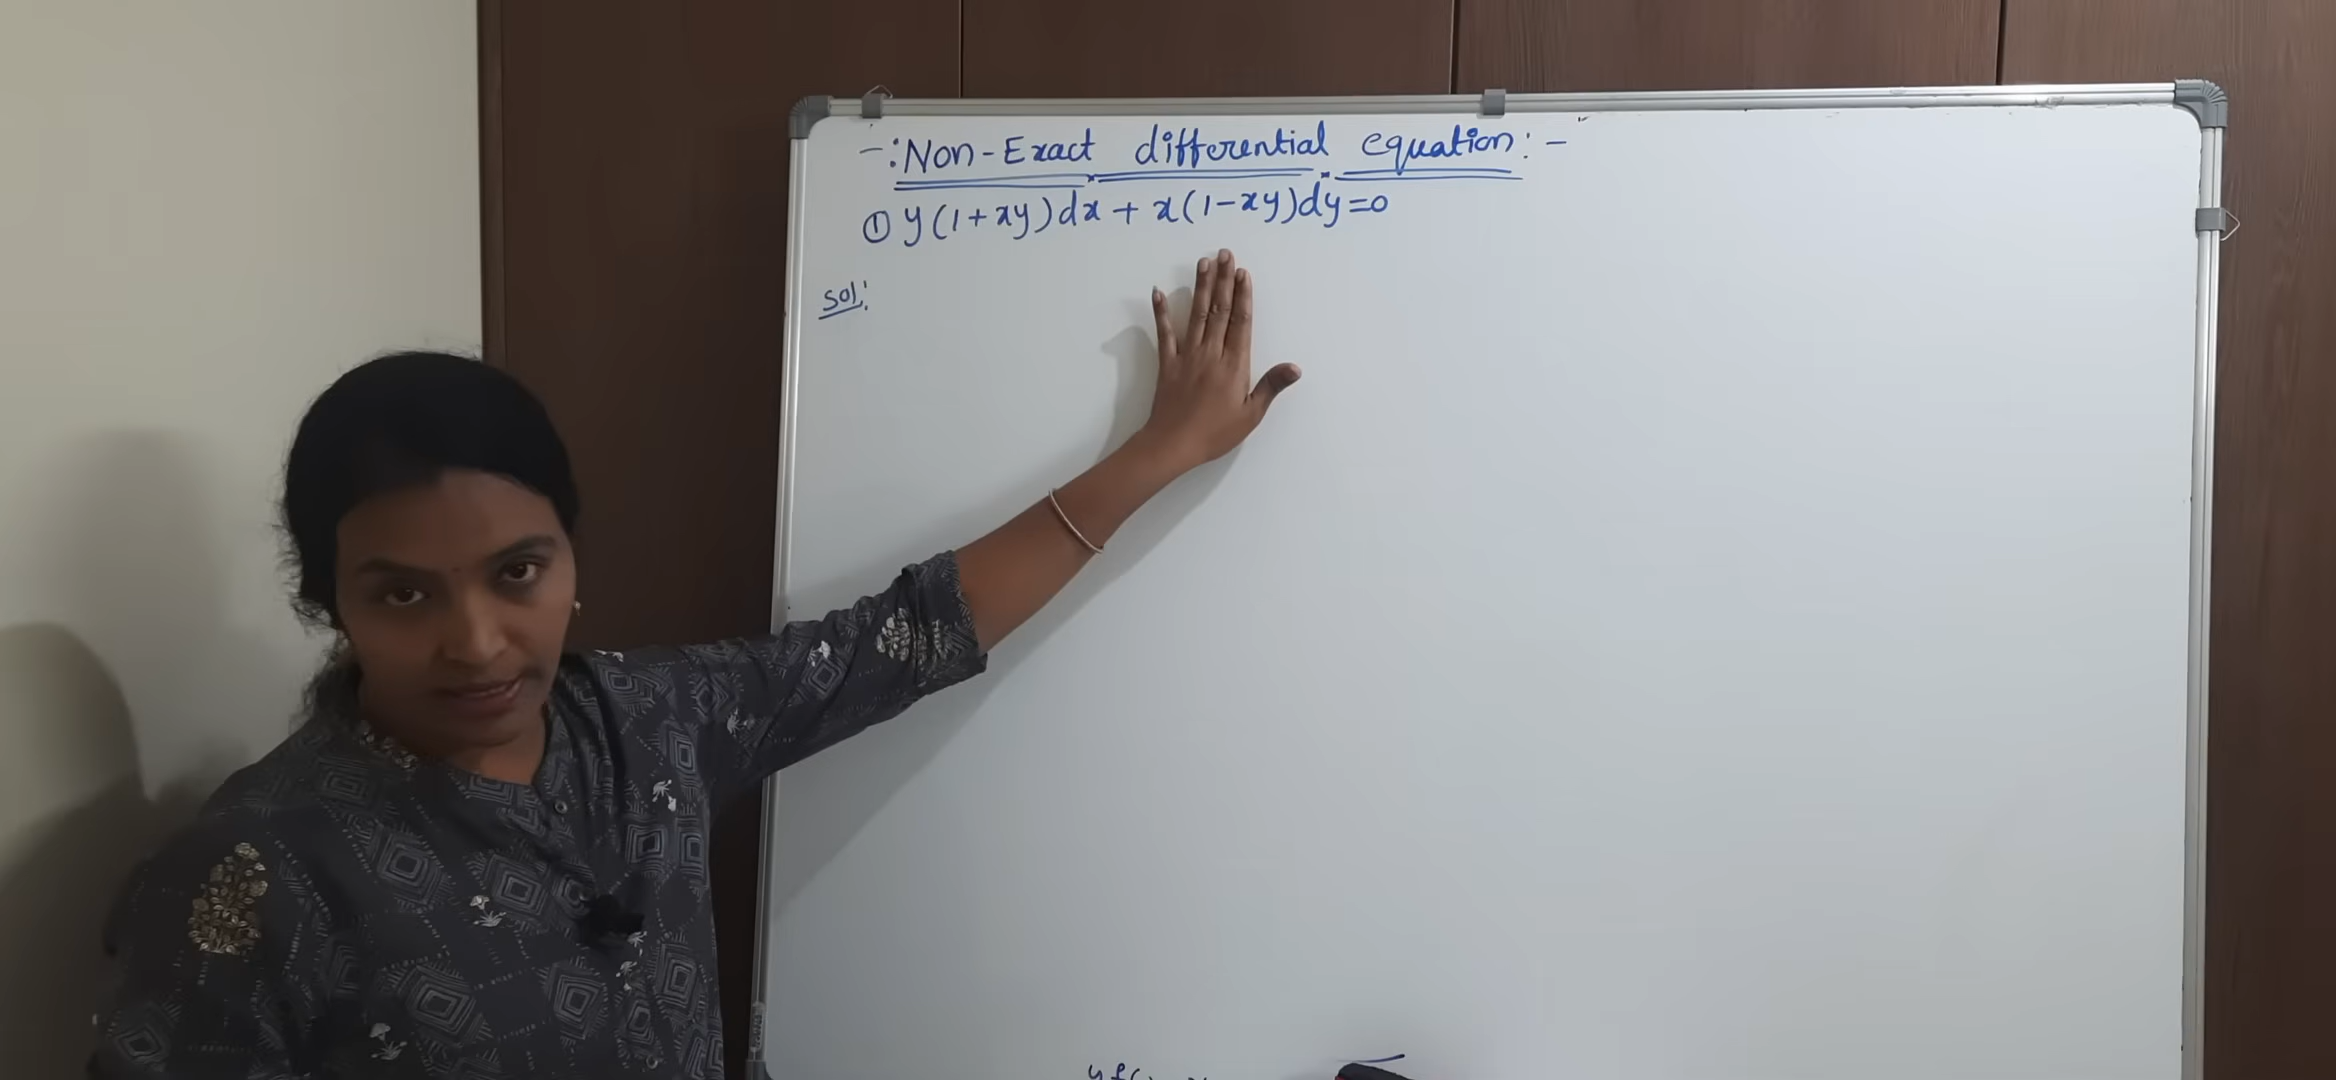 -: Non-Exact differential equation: -
① y(1+xy)dx + x(1-xy)dy=0
Sol: